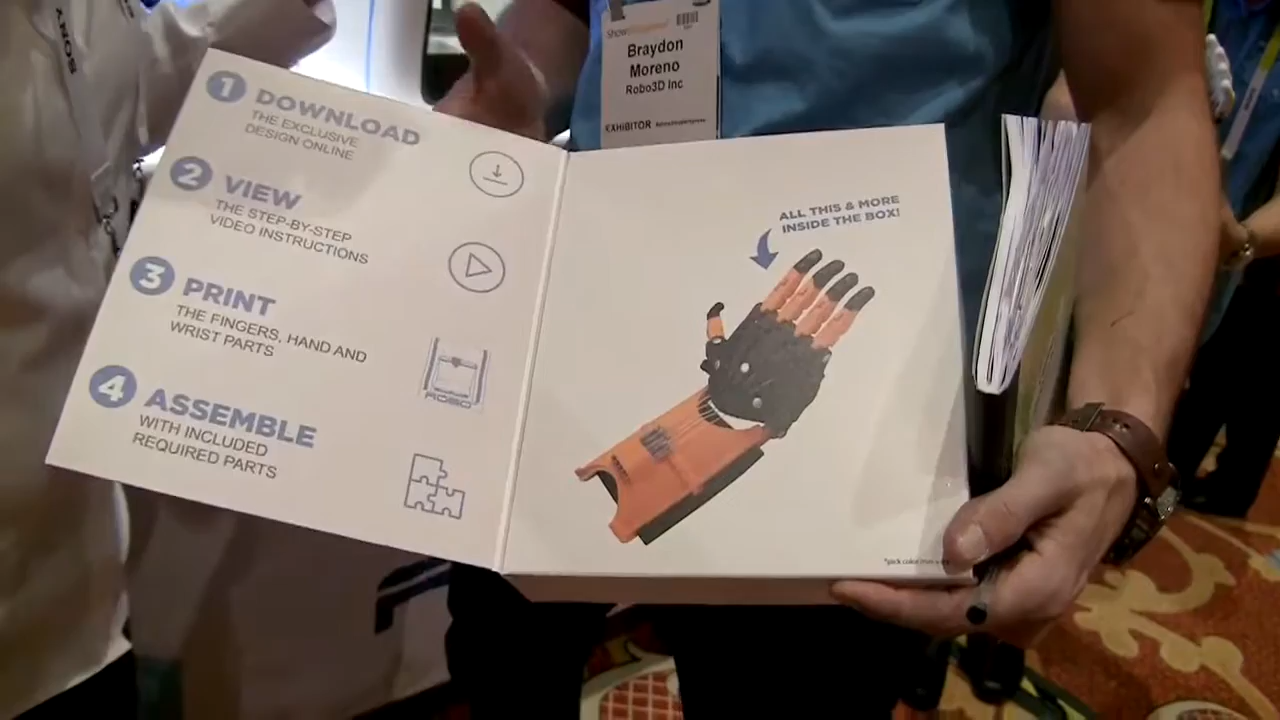 SONY
Braydon
Moreno
Robo3D Inc
EXHIBITOR
1 DOWNLOAD
THE EXCLUSIVE
DESIGN ONLINE
2 VIEW
THE STEP-BY-STEP
VIDEO INSTRUCTIONS
3 PRINT
THE FINGERS, HAND AND
WRIST PARTS
ROBO
4 ASSEMBLE
WITH INCLUDED
REQUIRED PARTS
ALL THIS & MORE
INSIDE THE BOX!